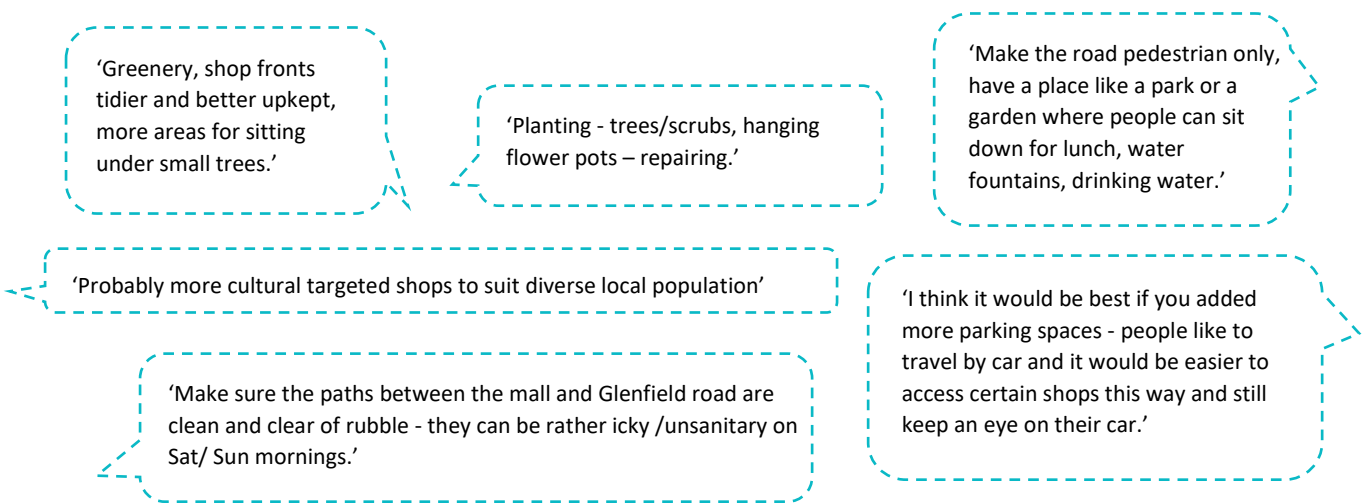 ‘Greenery, shop fronts
tidier and better upkept,
more areas for sitting
under small trees.’
‘Planting - trees/scrubs, hanging
flower pots – repairing.’
‘Make the road pedestrian only,
have a place like a park or a
garden where people can sit
down for lunch, water
fountains, drinking water.’
‘Probably more cultural targeted shops to suit diverse local population’
‘I think it would be best if you added
more parking spaces - people like to
travel by car and it would be easier to
access certain shops this way and still
keep an eye on their car.’
‘Make sure the paths between the mall and Glenfield road are
clean and clear of rubble - they can be rather icky /unsanitary on
Sat/ Sun mornings.’